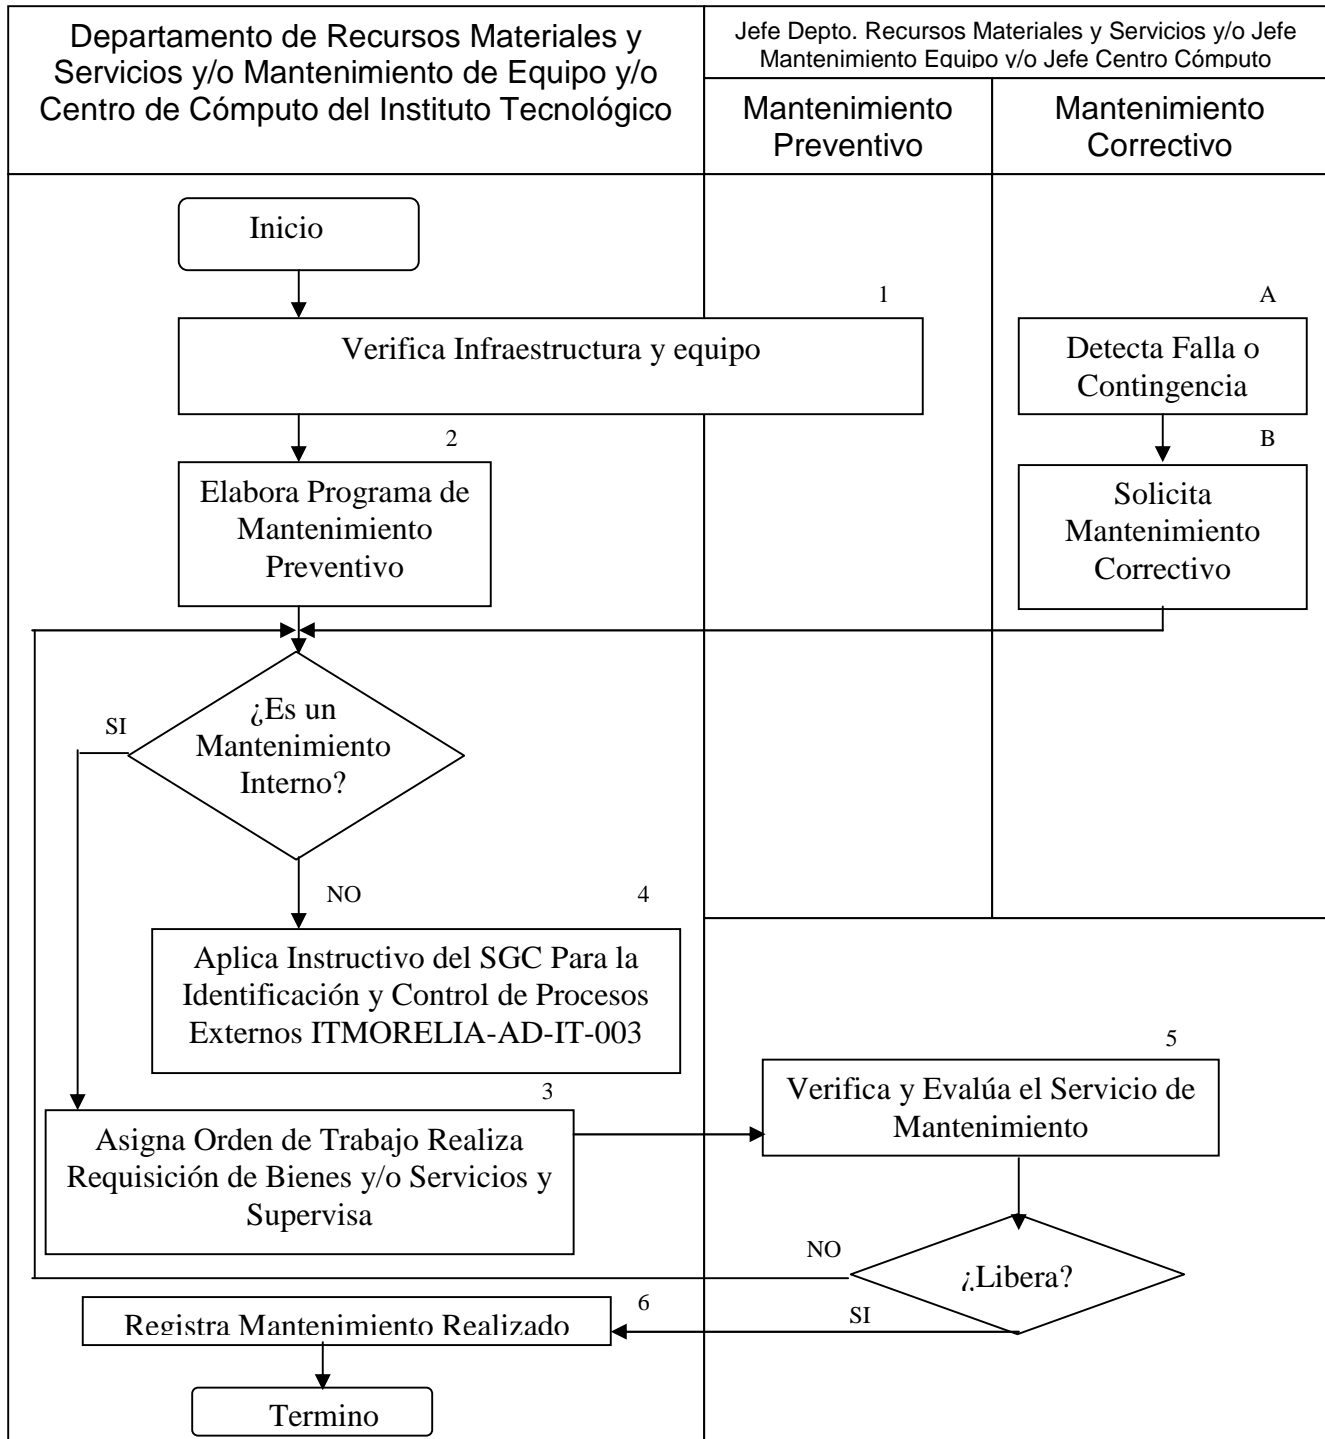 Departamento de Recursos Materiales y
Servicios y/o Mantenimiento de Equipo y/o
Centro de Cómputo del Instituto Tecnológico
Jefe Depto. Recursos Materiales y Servicios y/o Jefe
Mantenimiento Equipo y/o Jefe Centro Cómputo
Mantenimiento
Preventivo
Mantenimiento
Correctivo
Inicio
1
Verifica Infraestructura y equipo
A
Detecta Falla o
Contingencia
2
Elabora Programa de
Mantenimiento
Preventivo
B
Solicita
Mantenimiento
Correctivo
SI
¿Es un
Mantenimiento
Interno?
NO
4
Aplica Instructivo del SGC Para la
Identificación y Control de Procesos
Externos ITMORELIA-AD-IT-003
3
Asigna Orden de Trabajo Realiza
Requisición de Bienes y/o Servicios y
Supervisa
5
Verifica y Evalúa el Servicio de
Mantenimiento
NO
¿Libera?
SI
6
Registra Mantenimiento Realizado
Termino